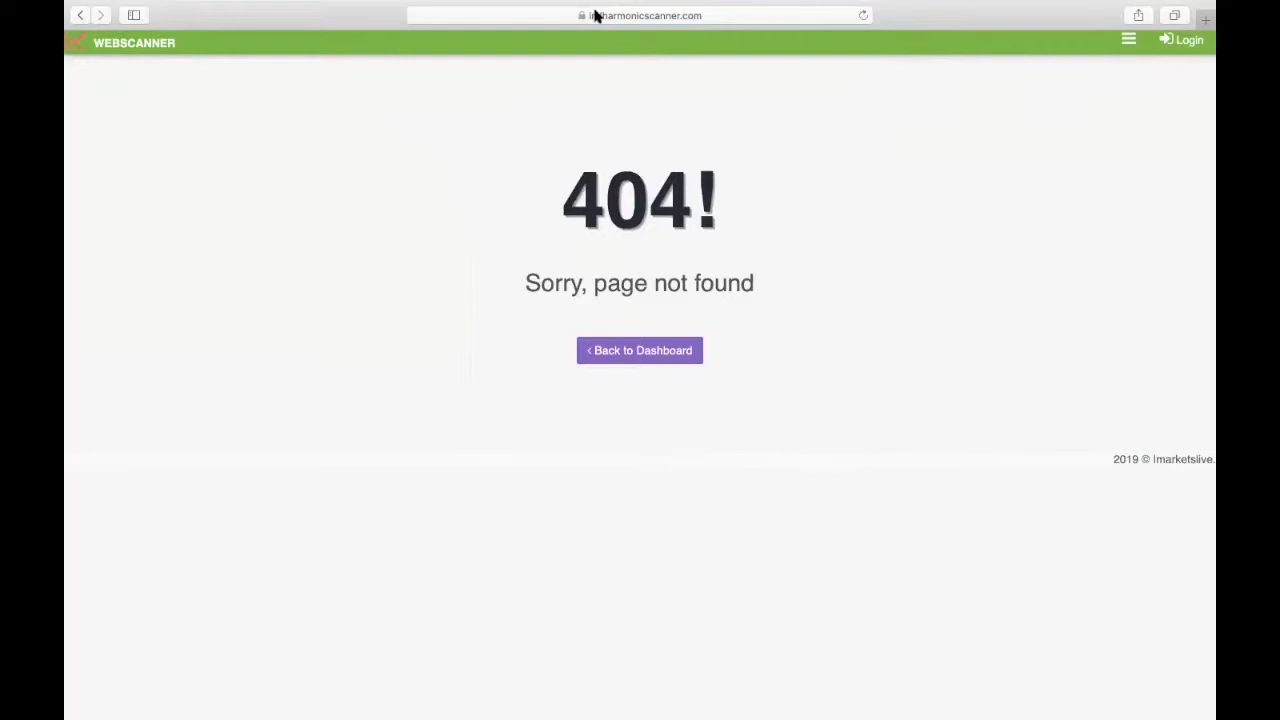 harmonicscanner.com
WEBSCANNER
Login
404!
Sorry, page not found
‹ Back to Dashboard
2019 © Imarketslive.